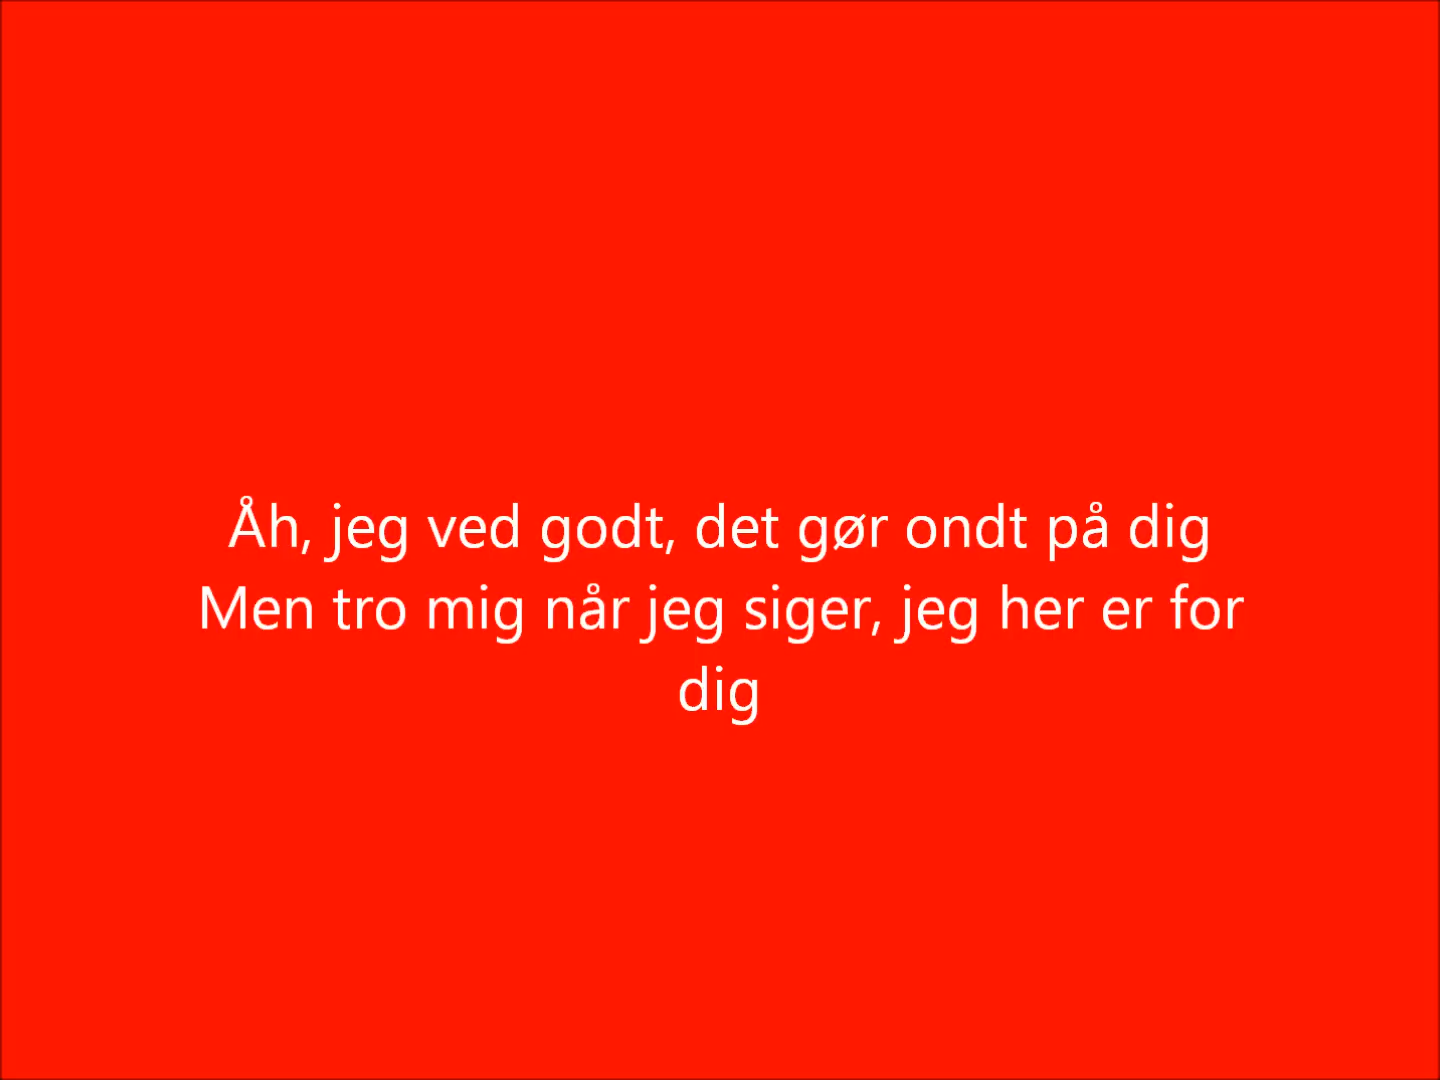 Åh, jeg ved godt, det gør ondt på dig
Men tro mig når jeg siger, jeg her er for
dig